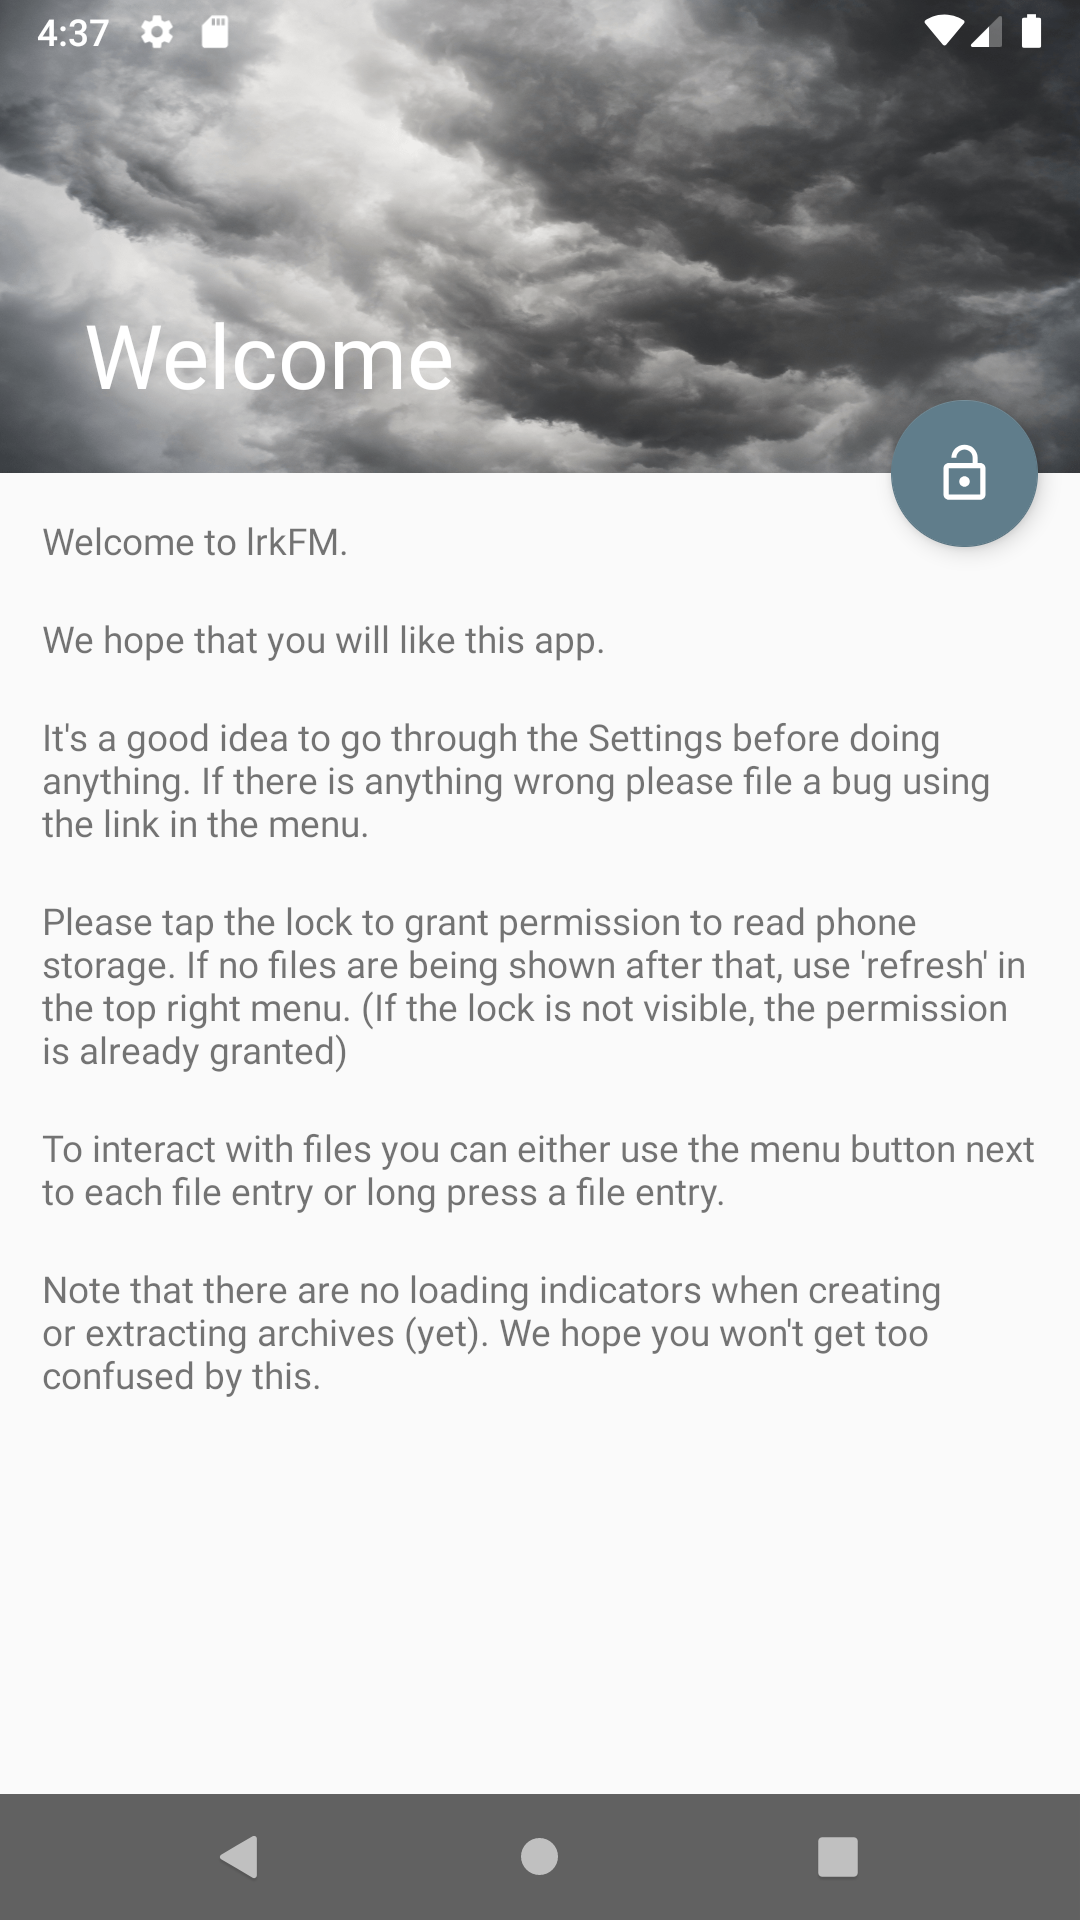 4:37
Welcome
Welcome to lrkFM.
We hope that you will like this app.
It's a good idea to go through the Settings before doing
anything. If there is anything wrong please file a bug using
the link in the menu.
Please tap the lock to grant permission to read phone
storage. If no files are being shown after that, use 'refresh' in
the top right menu. (If the lock is not visible, the permission
is already granted)
To interact with files you can either use the menu button next
to each file entry or long press a file entry.
Note that there are no loading indicators when creating
or extracting archives (yet). We hope you won't get too
confused by this.